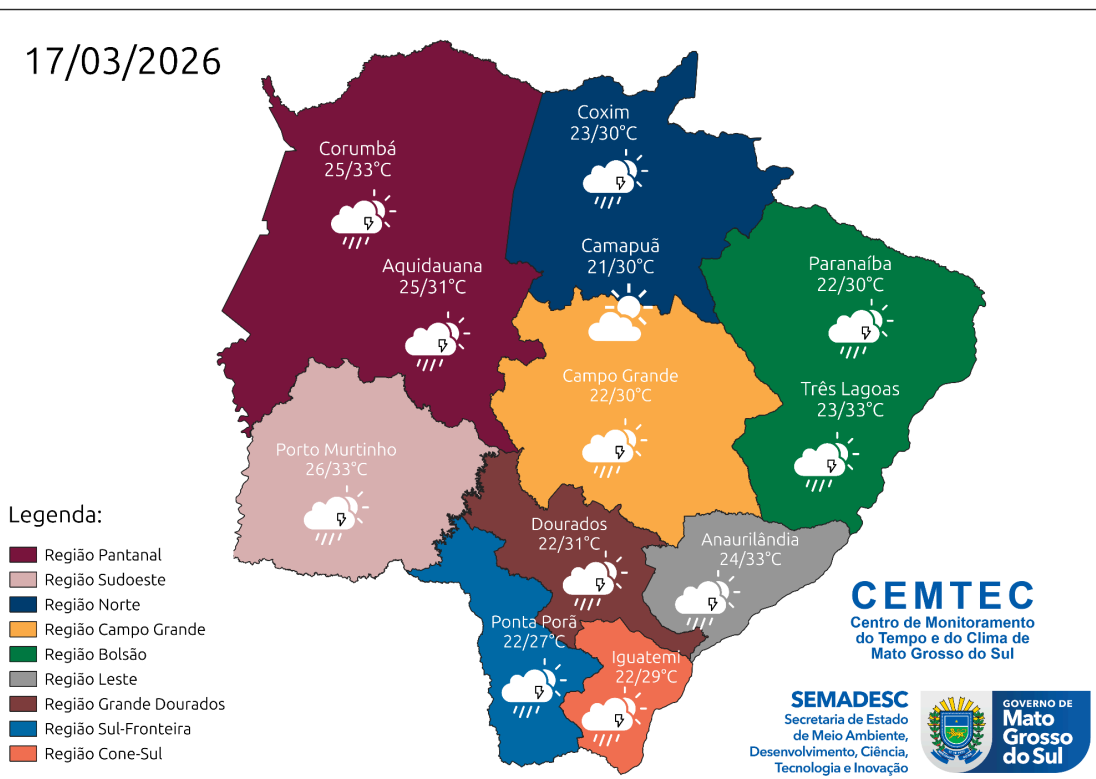 17/03/2026
Coxim
23/30°C
Corumbá
25/33°C
Camapuã
21/30°C
Aquidauana
25/31°C
Paranaíba
22/30°C
Campo Grande
22/30°C
Três Lagoas
23/33°C
Porto Murtinho
26/33°C
Dourados
22/31°C
Anaurilândia
24/33°C
Ponta Porã
22/27°C
Iguatemi
22/29°C
Legenda:
Região Pantanal
Região Sudoeste
Região Norte
Região Campo Grande
Região Bolsão
Região Leste
Região Grande Dourados
Região Sul-Fronteira
Região Cone-Sul
CEMTEC
Centro de Monitoramento
do Tempo e do Clima de
Mato Grosso do Sul
SEMADESC
Secretaria de Estado
de Meio Ambiente,
Desenvolvimento, Ciência,
Tecnologia e Inovação
GOVERNO DE
Mato
Grosso
do Sul